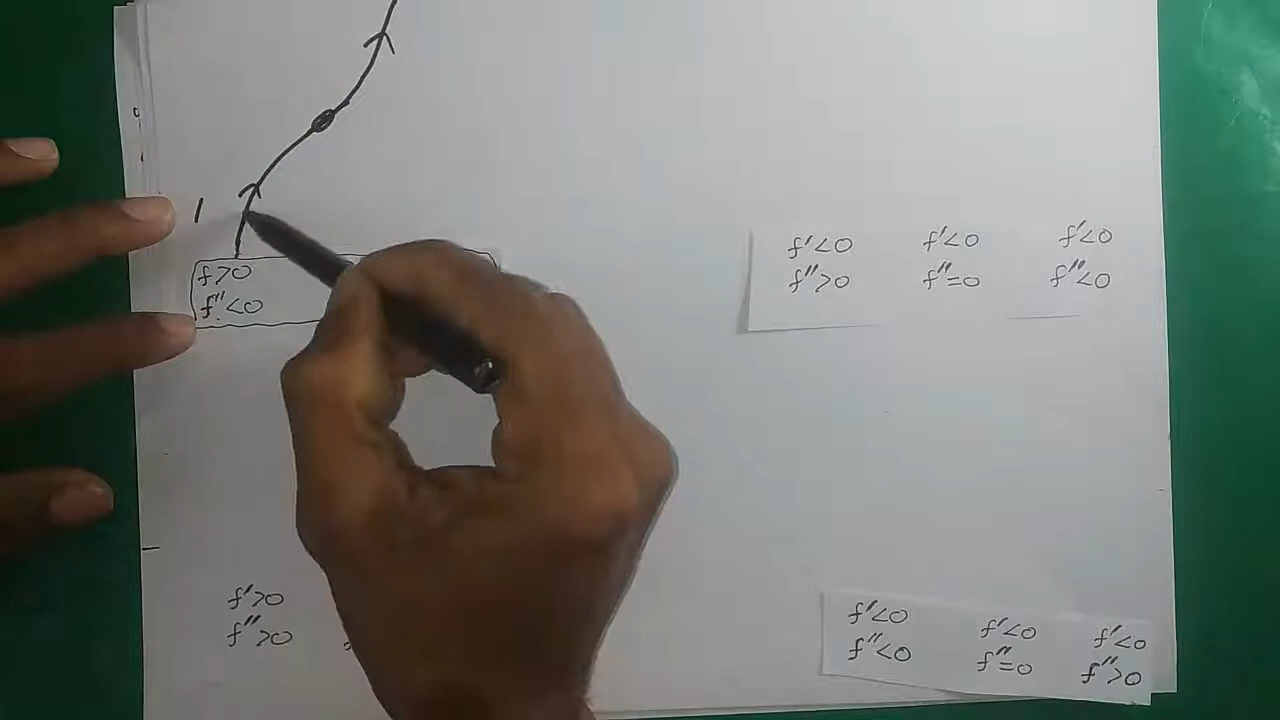 f>0
f"<0
f'<0 f'<0 f'<0
f">0 f"=0 f"<0
f'>0
f">0
f'<0 f'<0 f'<0
f"<0 f"=0 f">0